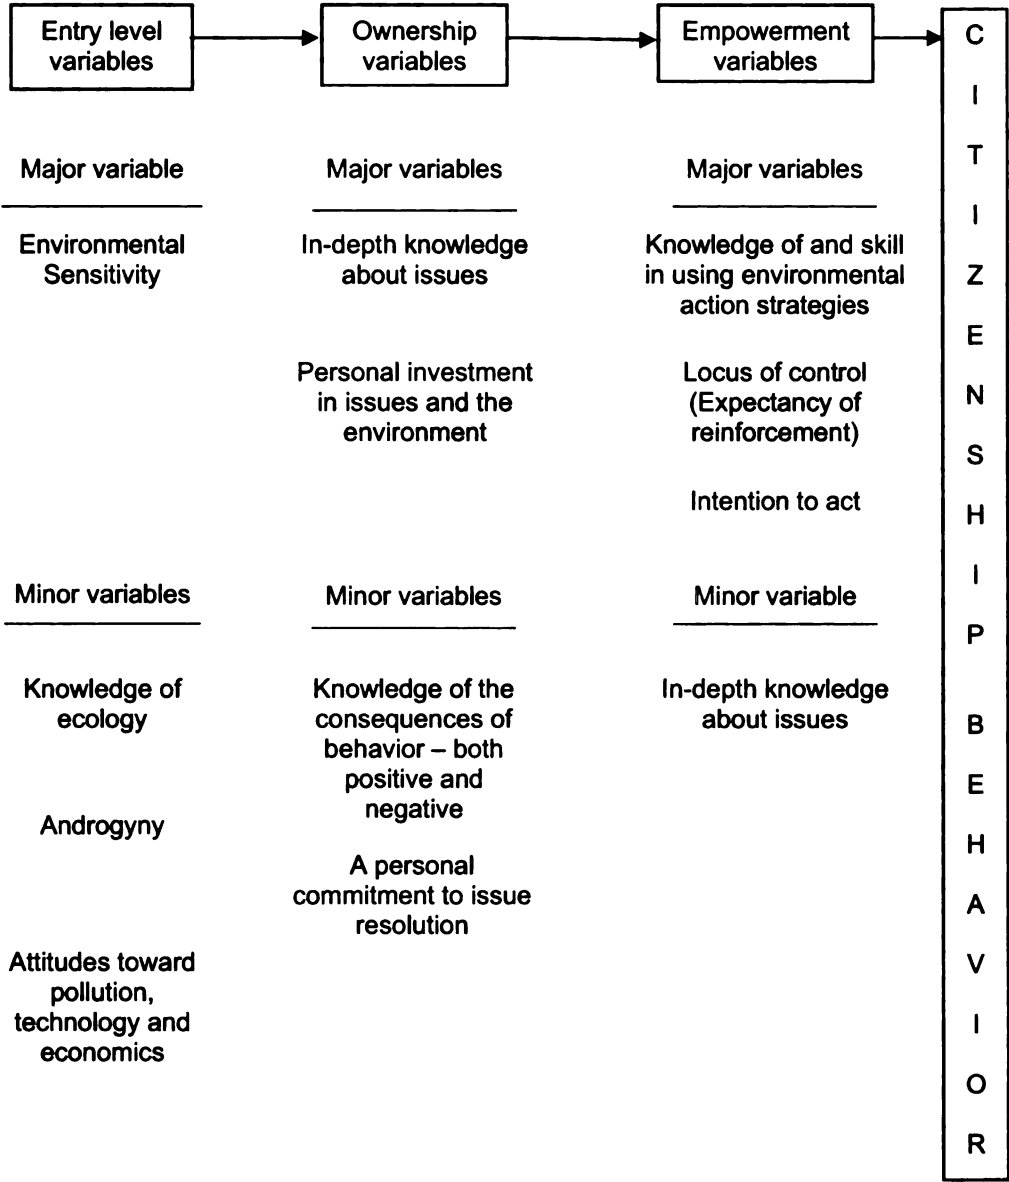 Entry level
variables
Ownership
variables
Empowerment
variables
Major variable
Environmental
Sensitivity
Major variables
In-depth knowledge
about issues
Personal investment
in issues and the
environment
Major variables
Knowledge of and skill
in using environmental
action strategies
Locus of control
(Expectancy of
reinforcement)
Intention to act
Minor variables
Knowledge of
ecology
Androgyny
Attitudes toward
pollution,
technology and
economics
Minor variables
Knowledge of the
consequences of
behavior – both
positive and
negative
A personal
commitment to issue
resolution
Minor variable
In-depth knowledge
about issues
CITIZENSHIP BEHAVIOR